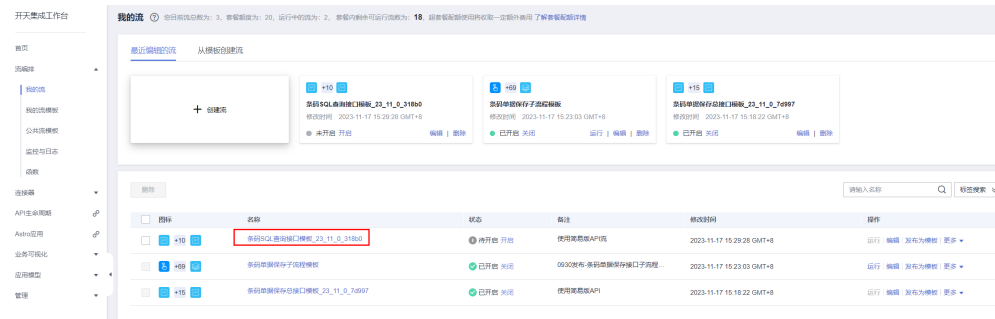 开天集成工作台
我的流 您目前流总数为：3，套餐额度为：20，运行中的流为：2，套餐内剩余可运行流数为：18，超套餐配额使用将收取一定额外费用 了解套餐配额详情
首页
流编排
我的流
我的流模板
公共流模板
监控与日志
函数
连接器
API生命周期
Astro应用
业务可视化
应用模型
管理
最近编辑的流 从模板创建流
+ 创建流
+10
条码SQL查询接口模板_23_11_0_318b0
修改时间 2023-11-17 15:29:28 GMT+8
未开启 开启 编辑 | 删除
+69
条码单据保存子流程模板
修改时间 2023-11-17 15:23:03 GMT+8
已开启 关闭 运行 | 编辑 | 删除
+15
条码单据保存总接口模板_23_11_0_7d997
修改时间 2023-11-17 15:18:22 GMT+8
已开启 关闭 编辑 | 删除
删除 请输入名称 标签搜索
图标 名称 状态 备注 修改时间 操作
+10 条码SQL查询接口模板_23_11_0_318b0 待开启 开启 使用简易版API流 2023-11-17 15:29:28 GMT+8 运行 编辑 发布为模板 更多
+69 条码单据保存子流程模板 已开启 关闭 0930发布-条码单据保存接口子流程... 2023-11-17 15:23:03 GMT+8 运行 编辑 发布为模板 更多
+15 条码单据保存总接口模板_23_11_0_7d997 已开启 关闭 使用简易版API 2023-11-17 15:18:22 GMT+8 运行 编辑 发布为模板 更多